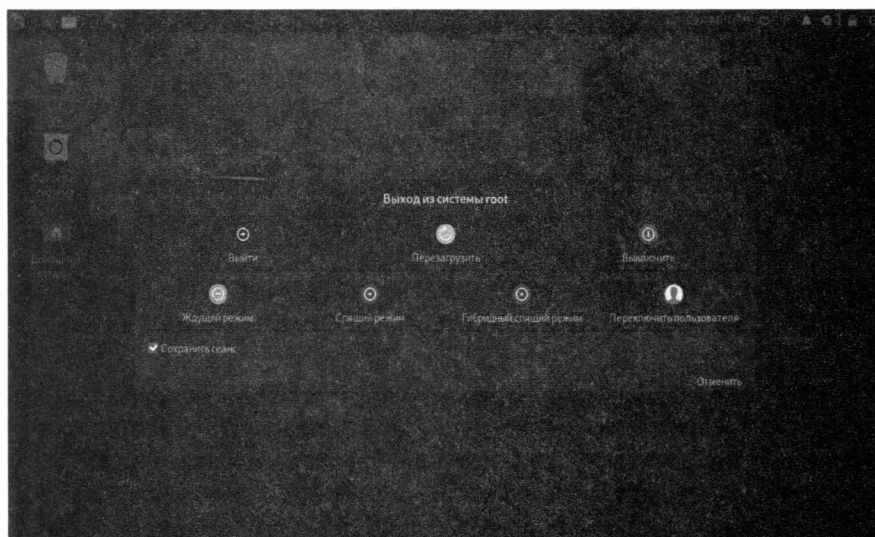 Выход из системы root
Выйти
Перезагрузить
Выключить
Ждущий режим
Спящий режим
Гибридный спящий режим
Переключить пользователя
Сохранить сеанс
Отменить